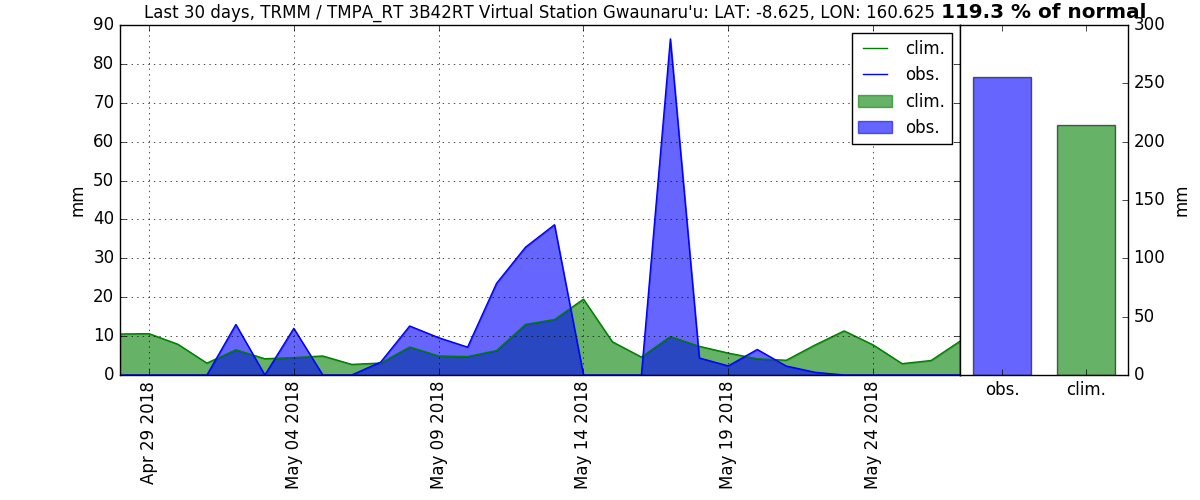 Last 30 days, TRMM / TMPA_RT 3B42RT Virtual Station Gwaunaru'u: LAT: -8.625, LON: 160.625 119.3 % of normal
90
80
70
60
50
40
30
20
10
0
mm
clim.
obs.
clim.
obs.
Apr 29 2018
May 04 2018
May 09 2018
May 14 2018
May 19 2018
May 24 2018
300
250
200
150
100
50
0
mm
obs.
clim.